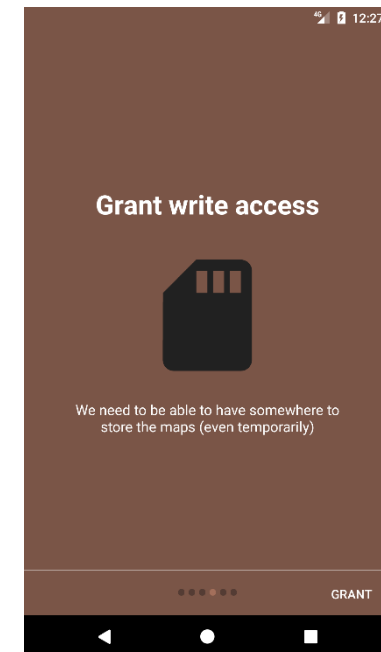 4G 12:27
Grant write access
We need to be able to have somewhere to
store the maps (even temporarily)
GRANT